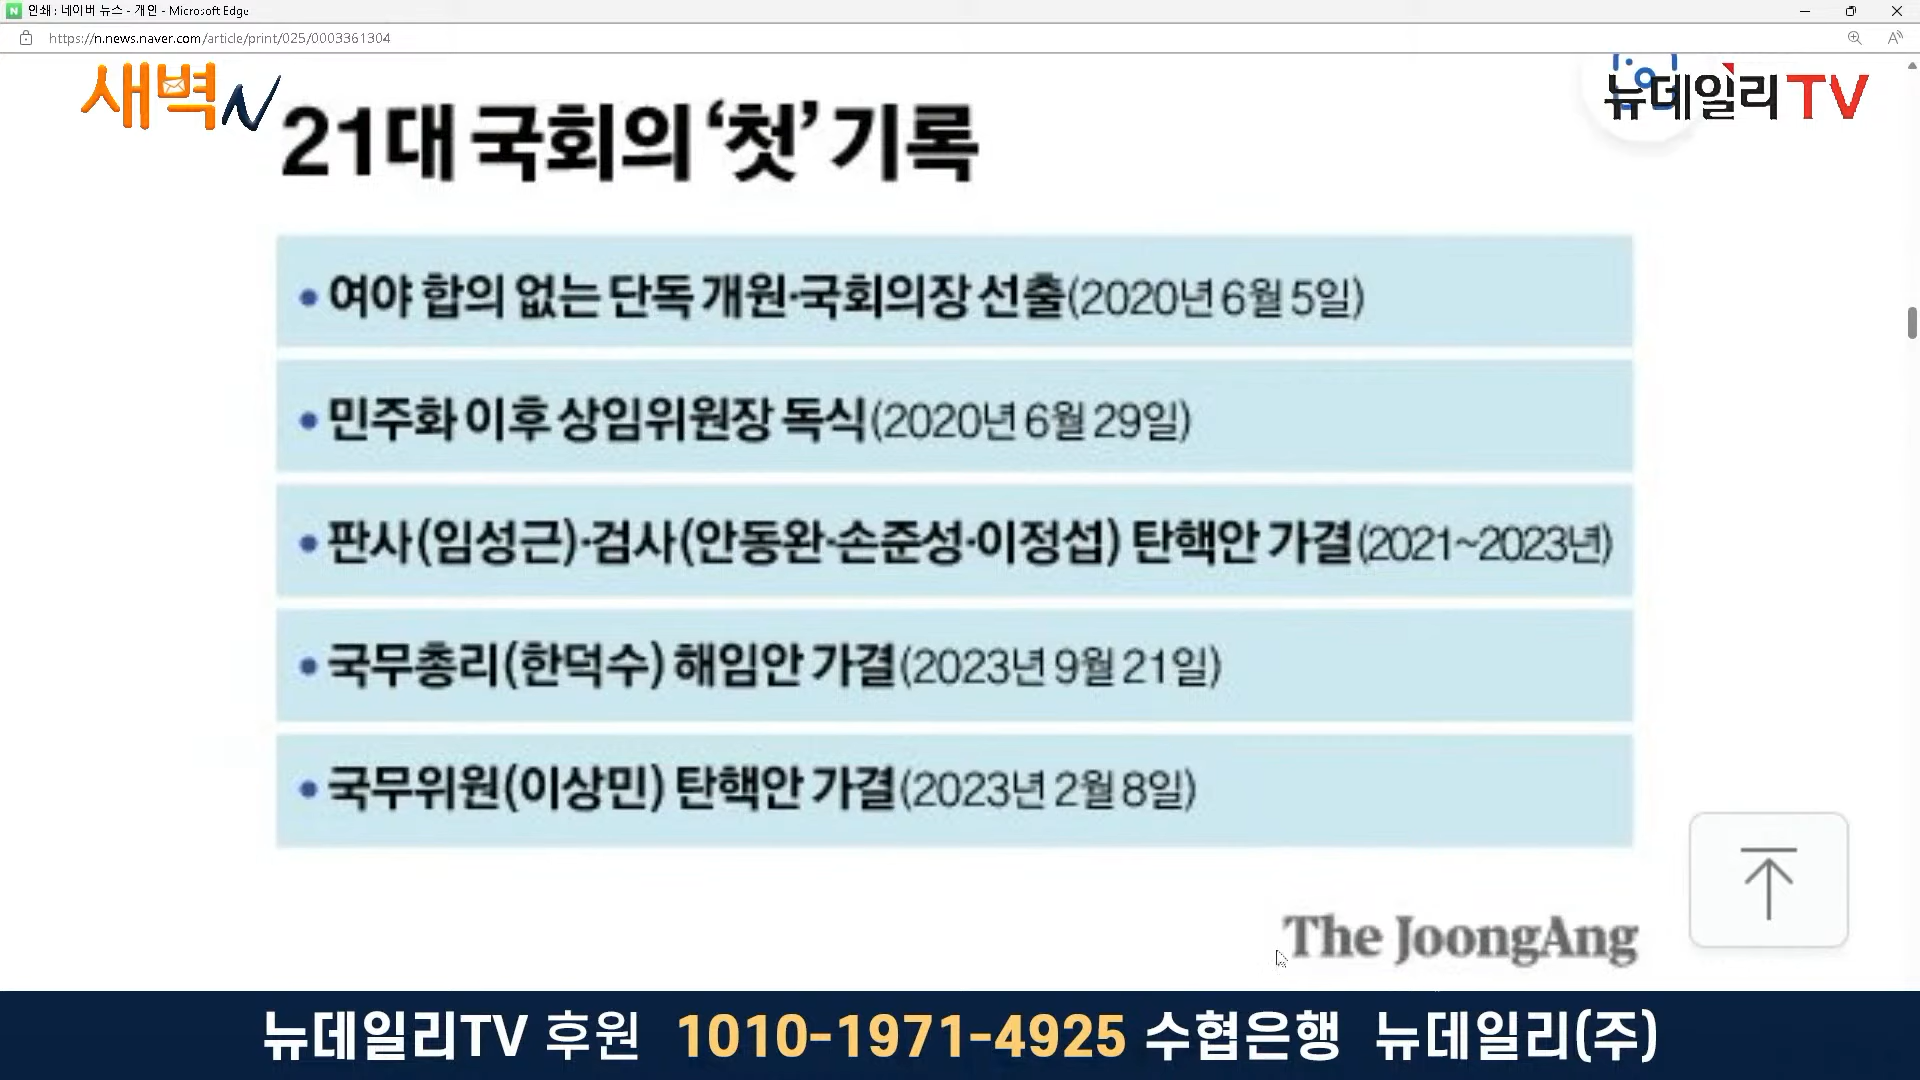 인쇄 : 네이버 뉴스 - 개인 - Microsoft Edge
https://n.news.naver.com/article/print/025/0003361304
새벽N
뉴데일리TV
21대 국회의 ‘첫’ 기록
• 여야 합의 없는 단독 개원·국회의장 선출(2020년 6월 5일)
• 민주화 이후 상임위원장 독식(2020년 6월 29일)
• 판사(임성근)·검사(안동완·손준성·이정섭) 탄핵안 가결(2021~2023년)
• 국무총리(한덕수) 해임안 가결(2023년 9월 21일)
• 국무위원(이상민) 탄핵안 가결(2023년 2월 8일)
The JoongAng
뉴데일리TV 후원 1010-1971-4925 수협은행 뉴데일리(주)